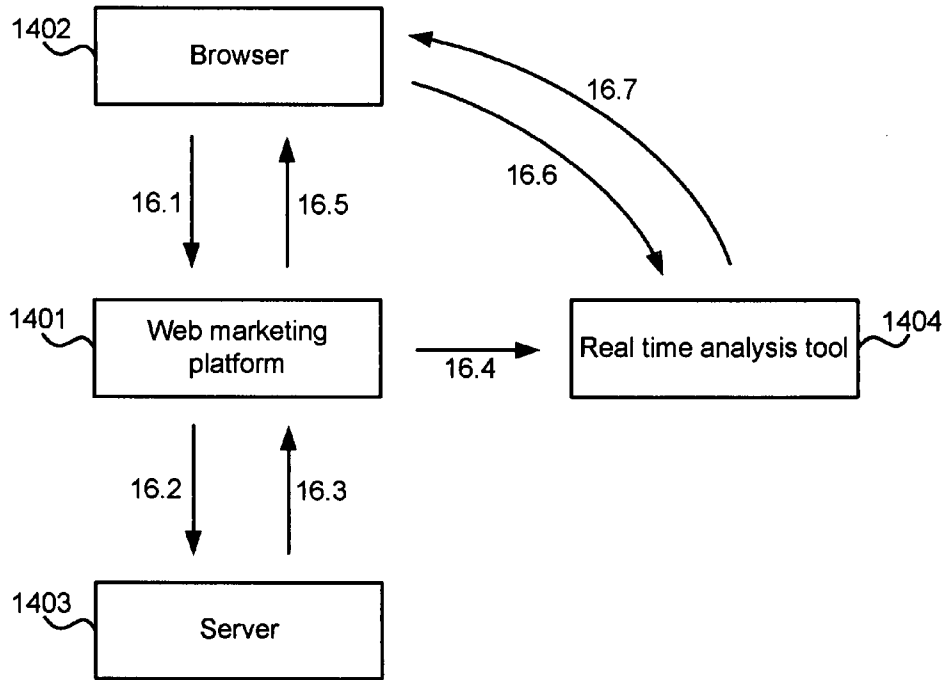 1402
Browser
16.7
16.6
16.1
16.5
1401
Web marketing
platform
16.4
Real time analysis tool
1404
16.2
16.3
1403
Server